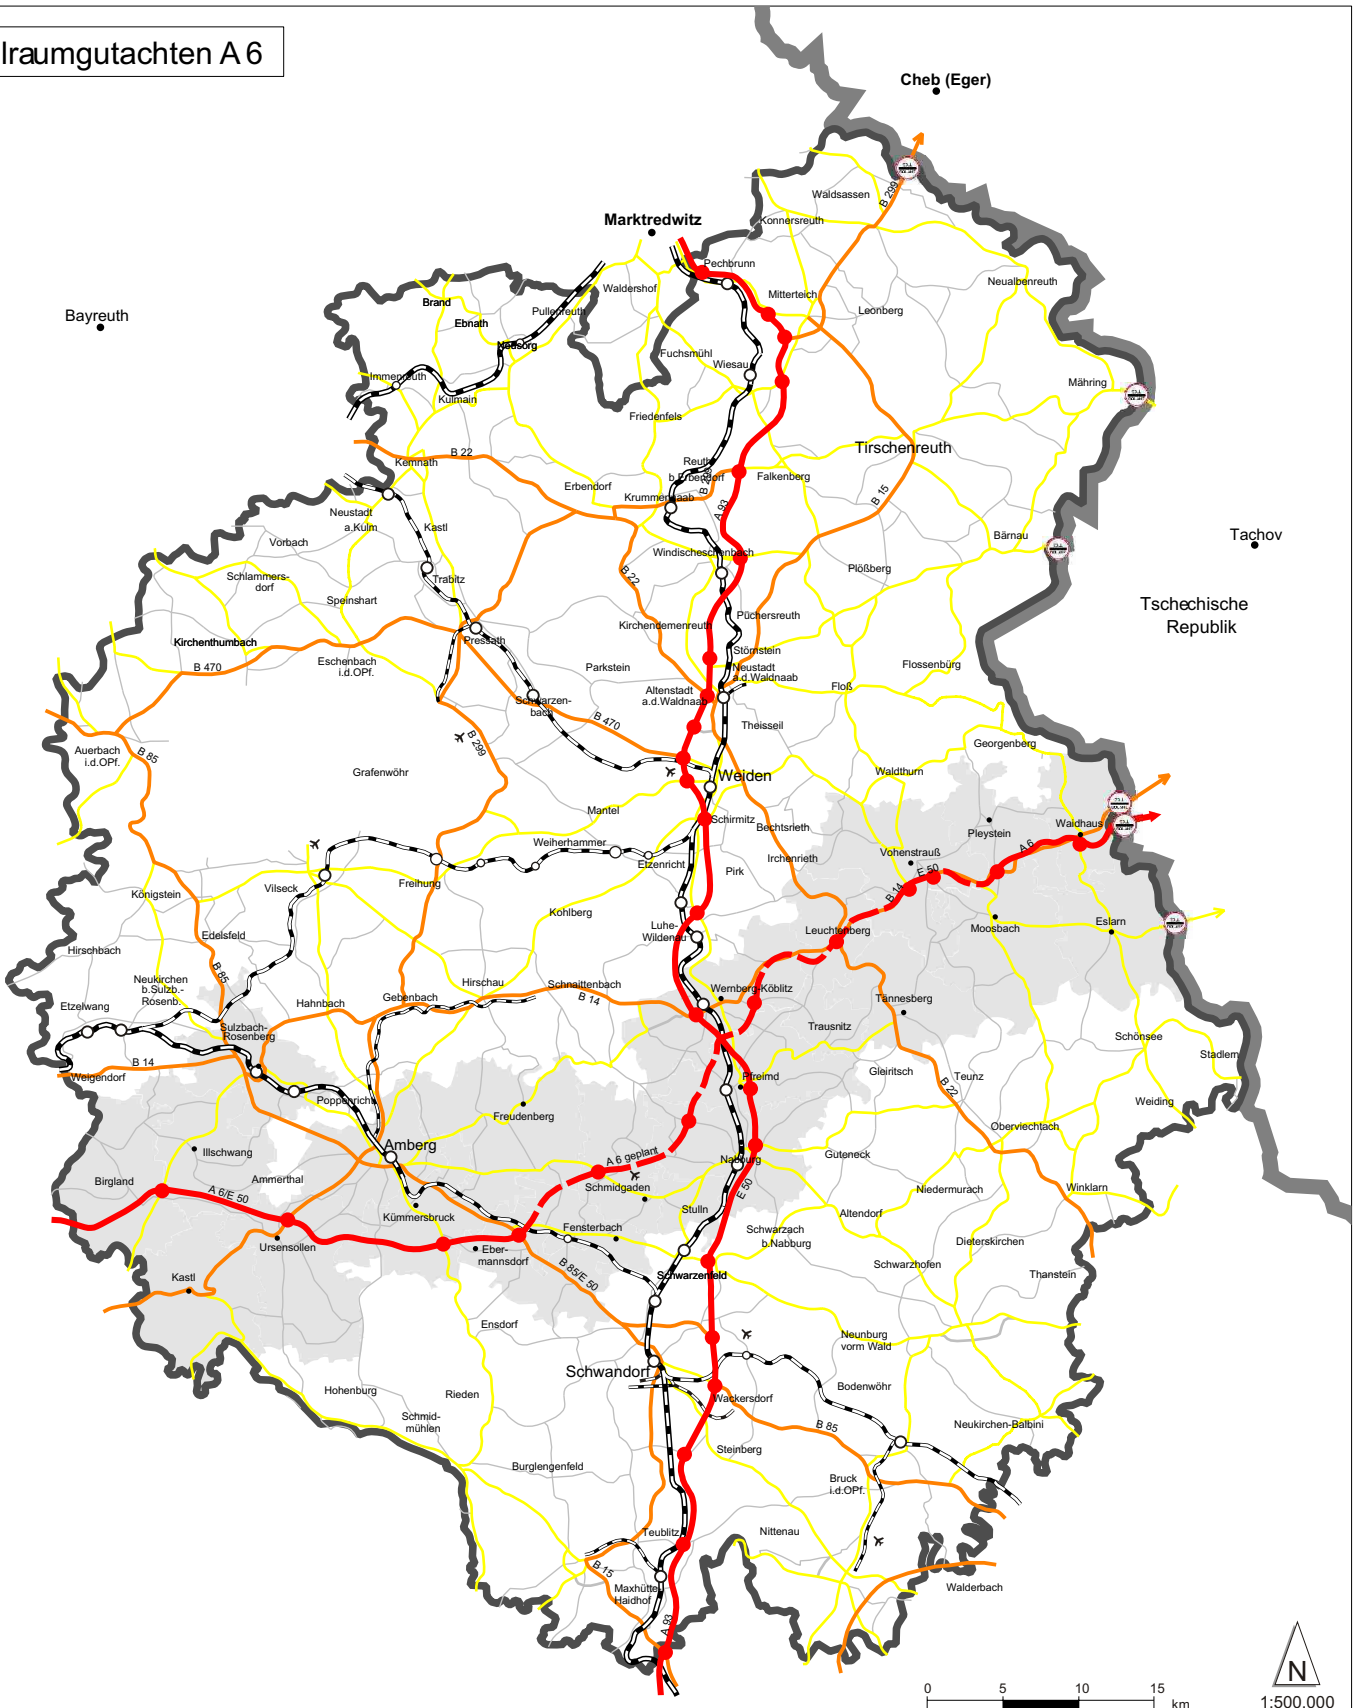 lraumgutachten A 6
Cheb (Eger)
Waldsassen
B 299
Marktredwitz
Konnersreuth
Pechbrunn
Neualbenreuth
Waldershof
Mitterteich
Brand
Leonberg
Bayreuth
Pullenreuth
Ebnath
Neusorg
Fuchsmühl
Wiesau
Immenreuth
Mähring
Kulmain
Friedenfels
Tirschenreuth
B 22
Kemnath
Reuth
b.Erbendorf
Falkenberg
Erbendorf
Krummennaab
B 15
Neustadt
a.Kulm
Kastl
A 93
Bärnau
Tachov
Vorbach
Windischeschenbach
Plößberg
Schlammers-
dorf
Trabitz
B 22
Speinshart
Tschechische
Republik
Püchersreuth
Kirchendemenreuth
Kirchenthumbach
Pressath
Störnstein
B 470
Eschenbach
i.d.OPf.
Parkstein
Neustadt
a.d.Waldnaab
Flossenbürg
Floß
Altenstadt
a.d.Waldnaab
Schwarzen-
bach
B 470
Theisseil
Auerbach
i.d.OPf.
B 85
B 299
Georgenberg
Grafenwöhr
Weiden
Waldthurn
Mantel
Schirmitz
Bechtsrieth
Pleystein
Waidhaus
Weiherhammer
Etzenricht
Irchenrieth
Vohenstrauß
A 6
Pirk
E 50
Königstein
Vilseck
Freihung
B 14
Kohlberg
Luhe-
Wildenau
Leuchtenberg
Moosbach
Eslarn
Edelsfeld
Hirschbach
B 85
Neukirchen
b.Sulzb.-
Rosenb.
Hirschau
Schnaittenbach
Wernberg-Köblitz
Etzelwang
Hahnbach
Gebenbach
B 14
Tännesberg
Sulzbach-
Rosenberg
Trausnitz
Schönsee
B 14
Stadlern
Weigendorf
Gleiritsch
Teunz
Pfreimd
B 22
Poppenricht
Freudenberg
Weiding
Oberviechtach
Amberg
Illschwang
A 6 geplant
Nabburg
Guteneck
Birgland
Ammerthal
A 6/E 50
Schmidgaden
E 50
Niedermurach
Winklarn
Kümmersbruck
Stulln
Altendorf
Fensterbach
Schwarzach
b.Nabburg
Ursensollen
Eber-
mannsdorf
Dieterskirchen
Schwarzhofen
Kastl
B 85/E 50
Schwarzenfeld
Thanstein
Ensdorf
Neunburg
vorm Wald
Schwandorf
Hohenburg
Rieden
Bodenwöhr
Wackersdorf
Schmid-
mühlen
B 85
Neukirchen-Balbini
Steinberg
Burglengenfeld
Bruck
i.d.OPf.
Teublitz
Nittenau
B 15
Maxhütte-
Haidhof
Walderbach
A 93
N
0 5 10 15
km
1:500.000